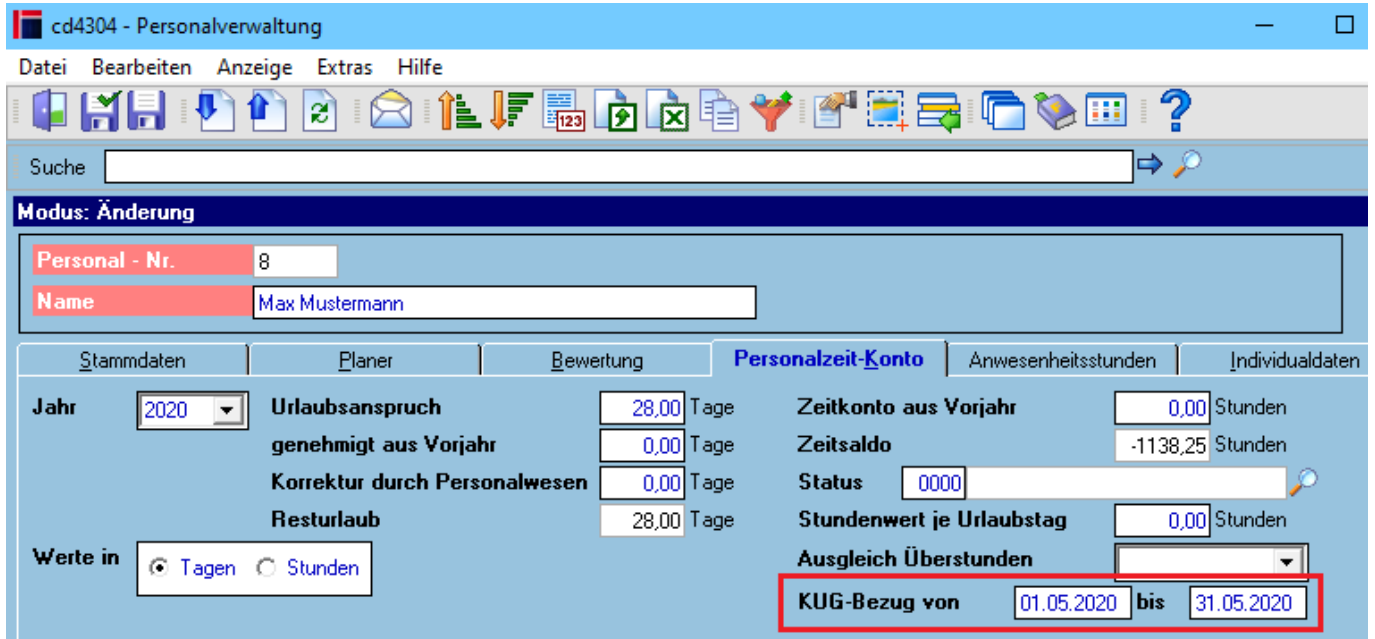 cd4304 - Personalverwaltung
Datei Bearbeiten Anzeige Extras Hilfe
123
Suche
Modus: Änderung
Personal - Nr. 8
Name Max Mustermann
Stammdaten Planer Bewertung Personalzeit-Konto Anwesenheitsstunden Individualdaten
Jahr 2020 Urlaubsanspruch 28,00 Tage Zeitkonto aus Vorjahr 0,00 Stunden
genehmigt aus Vorjahr 0,00 Tage Zeitsaldo -1138,25 Stunden
Korrektur durch Personalwesen 0,00 Tage Status 0000
Resturlaub 28,00 Tage Stundenwert je Urlaubstag 0,00 Stunden
Werte in Tagen Stunden Ausgleich Überstunden
KUG-Bezug von 01.05.2020 bis 31.05.2020